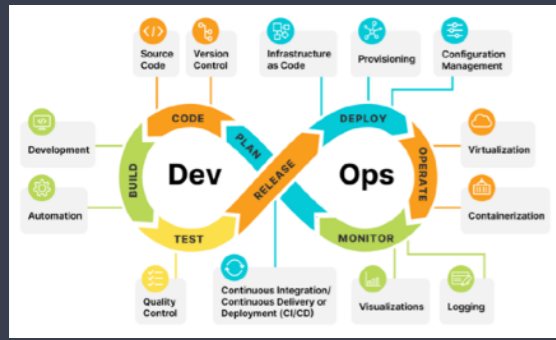 Source
Code
Version
Control
Infrastructure
as Code
Provisioning
Configuration
Management
CODE
DEPLOY
PLAN
Development
BUILD
Dev
RELEASE
Ops
OPERATE
Virtualization
Automation
Containerization
TEST
MONITOR
Quality
Control
Continuous Integration/
Continuous Delivery or
Deployment (CI/CD)
Visualizations
Logging